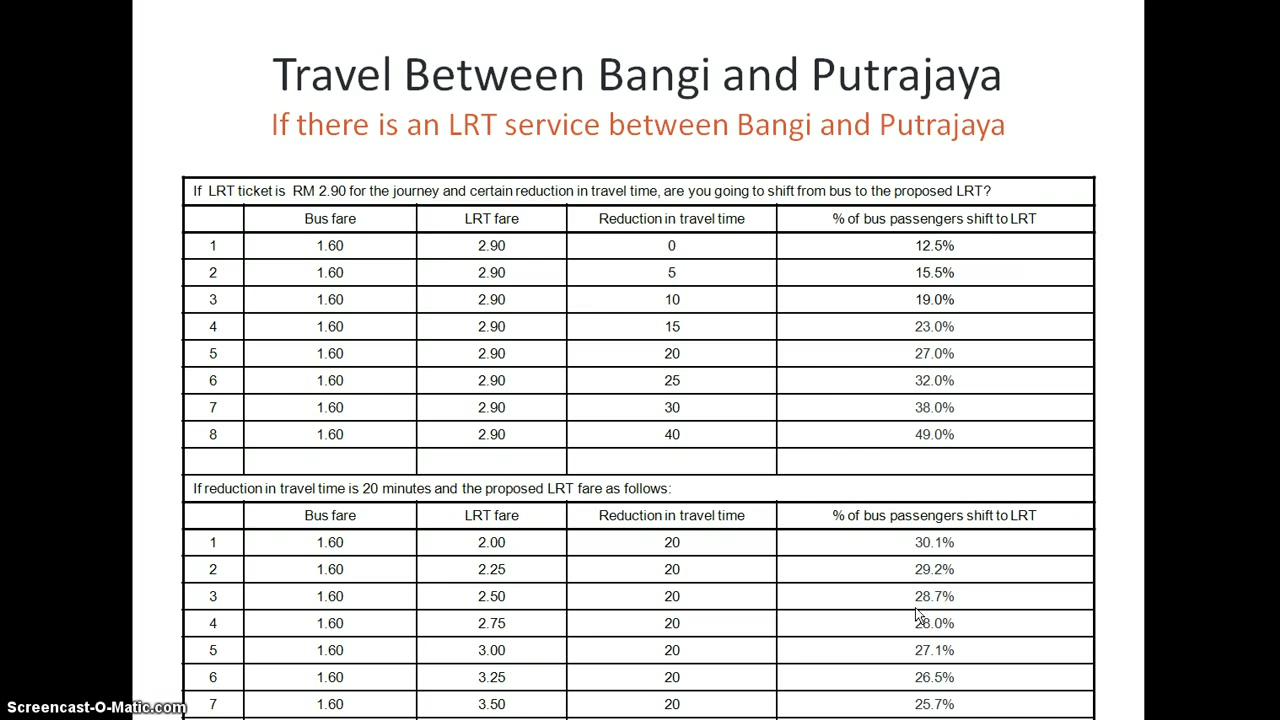 Travel Between Bangi and Putrajaya
If there is an LRT service between Bangi and Putrajaya
If LRT ticket is RM 2.90 for the journey and certain reduction in travel time, are you going to shift from bus to the proposed LRT?
Bus fare LRT fare Reduction in travel time % of bus passengers shift to LRT
1 1.60 2.90 0 12.5%
2 1.60 2.90 5 15.5%
3 1.60 2.90 10 19.0%
4 1.60 2.90 15 23.0%
5 1.60 2.90 20 27.0%
6 1.60 2.90 25 32.0%
7 1.60 2.90 30 38.0%
8 1.60 2.90 40 49.0%
If reduction in travel time is 20 minutes and the proposed LRT fare as follows:
Bus fare LRT fare Reduction in travel time % of bus passengers shift to LRT
1 1.60 2.00 20 30.1%
2 1.60 2.25 20 29.2%
3 1.60 2.50 20 28.7%
4 1.60 2.75 20 28.0%
5 1.60 3.00 20 27.1%
6 1.60 3.25 20 26.5%
7 1.60 3.50 20 25.7%
Screencast-O-Matic.com